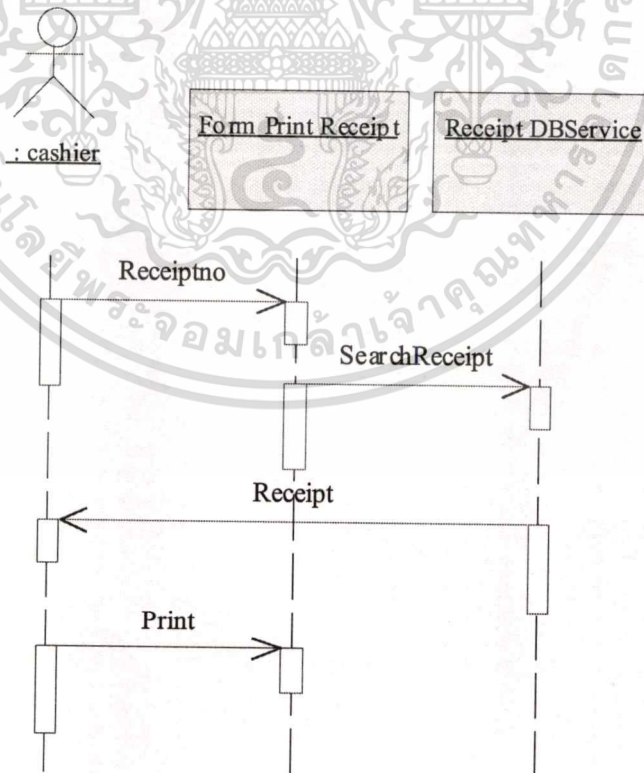 : cashier
Form Print Receipt
Receipt DBService
Receiptno
SearchReceipt
Receipt
Print